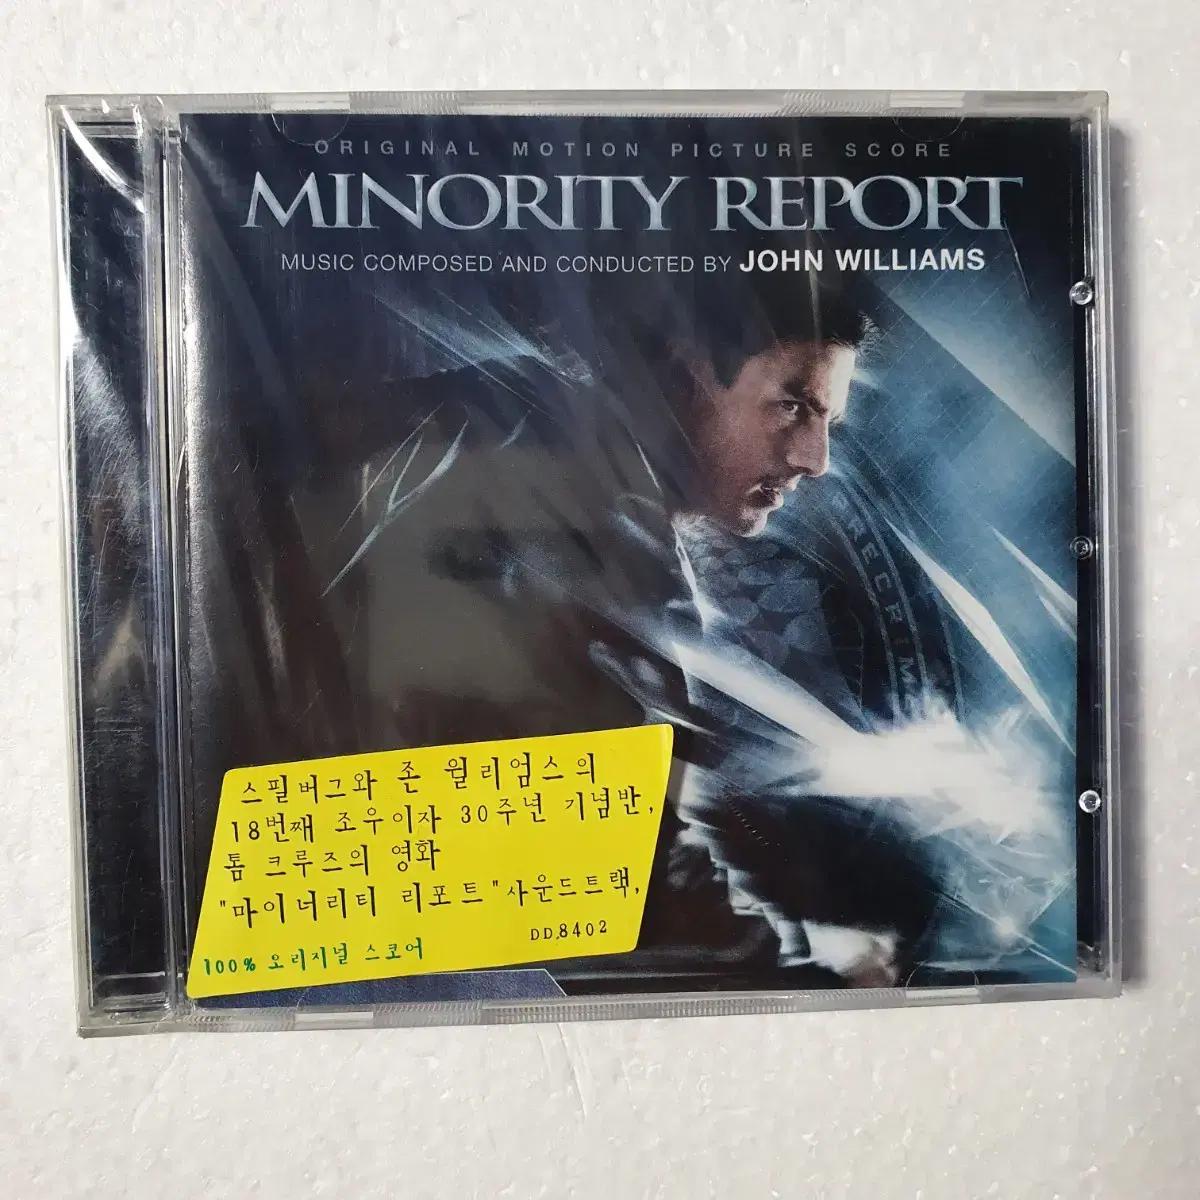 ORIGINAL MOTION PICTURE SCORE
MINORITY REPORT
MUSIC COMPOSED AND CONDUCTED BY JOHN WILLIAMS
RECRIM
스필버그와 존 윌리엄스의
18번째 조우이자 30주년 기념반,
톰 크루즈의 영화
"마이너리티 리포트"사운드트랙,
DD.8402
100% 오리지널 스코어